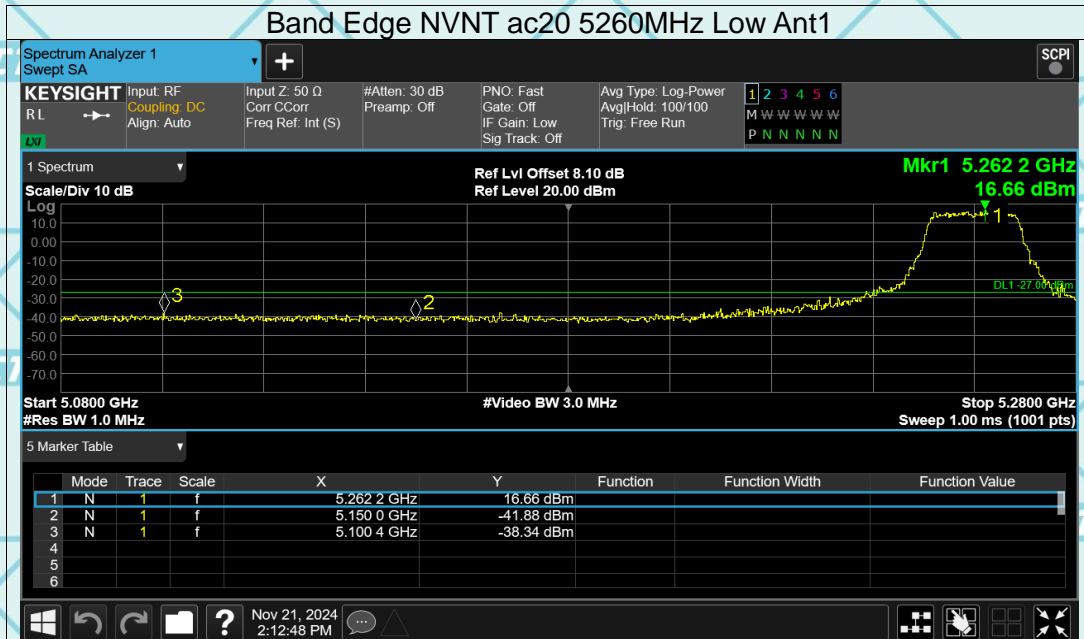 Band Edge NVNT ac20 5260MHz Low Ant1
Spectrum Analyzer 1
Swept SA
+
SCPI
KEYSIGHT
RL
LXI
Input: RF
Coupling: DC
Align: Auto
Input Z: 50 Ω
Corr CCorr
Freq Ref: Int (S)
#Atten: 30 dB
Preamp: Off
PNO: Fast
Gate: Off
IF Gain: Low
Sig Track: Off
Avg Type: Log-Power
Avg|Hold: 100/100
Trig: Free Run
1 2 3 4 5 6
M W W W W W
P N N N N N
1 Spectrum
Scale/Div 10 dB
Ref Lvl Offset 8.10 dB
Ref Level 20.00 dBm
Mkr1 5.262 2 GHz
16.66 dBm
Log
10.0
0.00
-10.0
-20.0
-30.0
-40.0
-50.0
-60.0
-70.0
3
2
1
DL1 -27.00 dBm
Start 5.0800 GHz
#Video BW 3.0 MHz
Stop 5.2800 GHz
#Res BW 1.0 MHz
Sweep 1.00 ms (1001 pts)
5 Marker Table
Mode Trace Scale X Y Function Function Width Function Value
1 N 1 f 5.262 2 GHz 16.66 dBm
2 N 1 f 5.150 0 GHz -41.88 dBm
3 N 1 f 5.100 4 GHz -38.34 dBm
4
5
6
?
Nov 21, 2024
2:12:48 PM